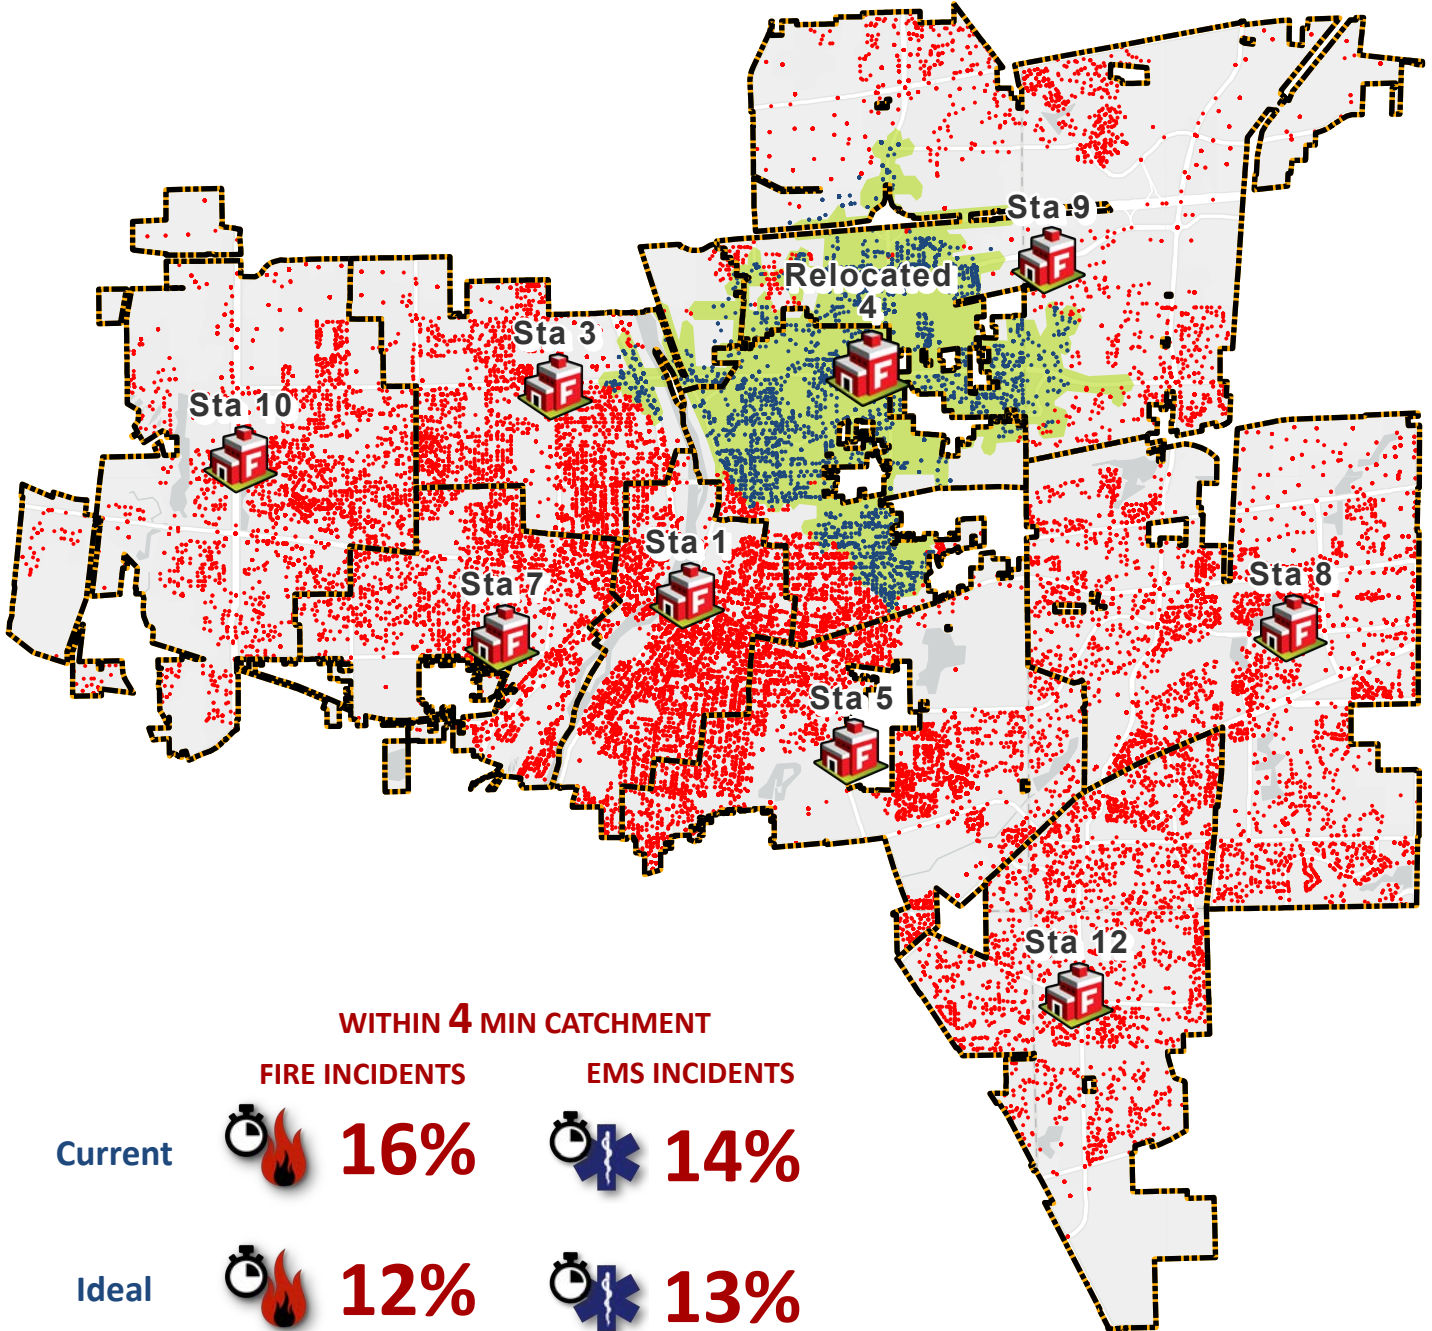 Sta 9
Relocated
4
Sta 3
Sta 10
Sta 1
Sta 7
Sta 8
Sta 5
Sta 12
F
F
F
F
F
F
F
F
F
WITHIN 4 MIN CATCHMENT
FIRE INCIDENTS EMS INCIDENTS
Current 16% 14%
Ideal 12% 13%